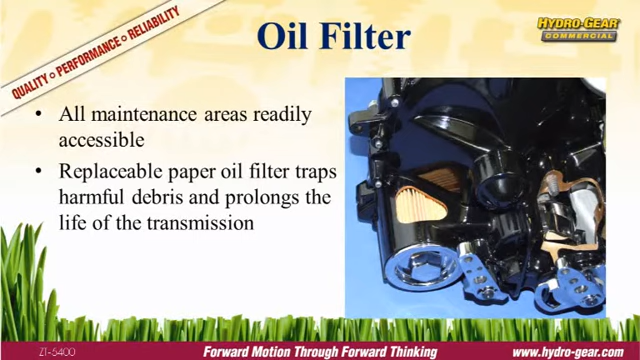 QUALITY • PERFORMANCE • RELIABILITY
Oil Filter
HYDRO-GEAR
COMMERCIAL
• All maintenance areas readily
accessible
• Replaceable paper oil filter traps
harmful debris and prolongs the
life of the transmission
ZT-5400
Forward Motion Through Forward Thinking
www.hydro-gear.com